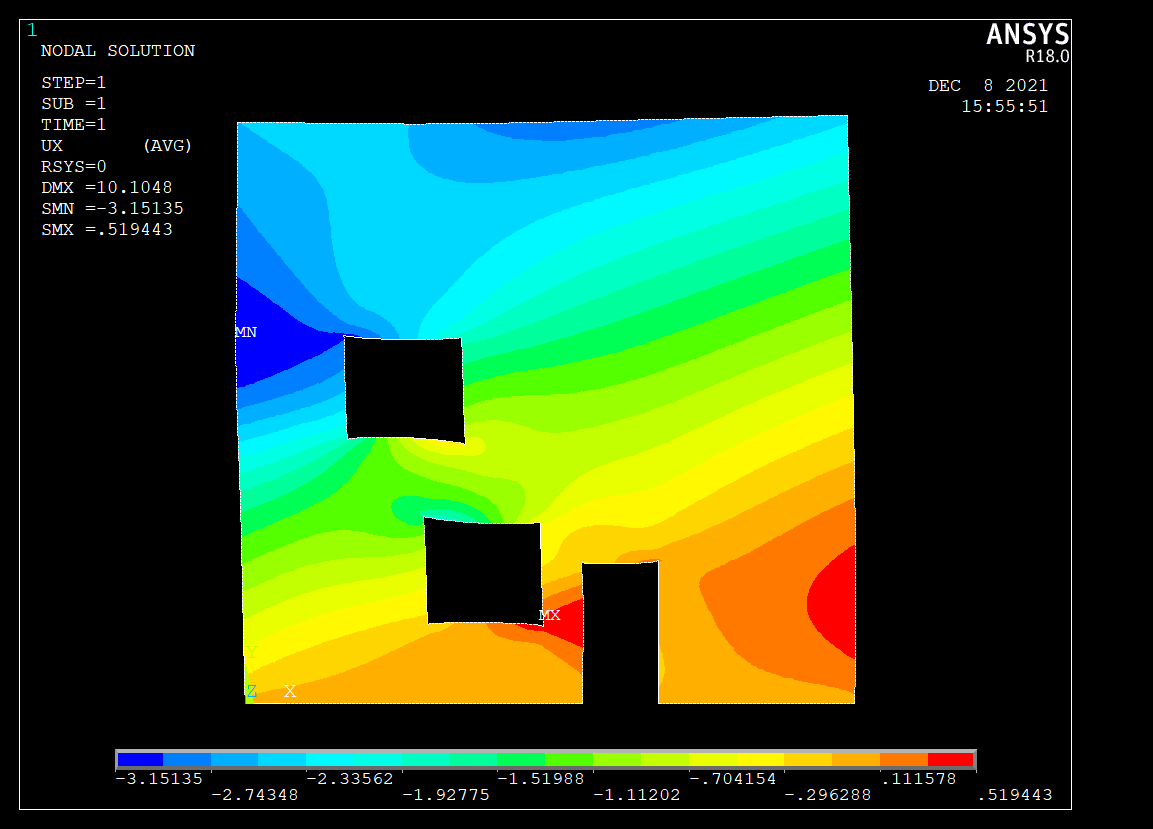 1
ANSYS
R18.0
NODAL SOLUTION
DEC 8 2021
15:55:51
STEP=1
SUB =1
TIME=1
UX (AVG)
RSYS=0
DMX =10.1048
SMN =-3.15135
SMX =.519443
MN
MX
Y
Z X
-3.15135 -2.33562 -1.51988 -.704154 .111578
-2.74348 -1.92775 -1.11202 -.296288 .519443